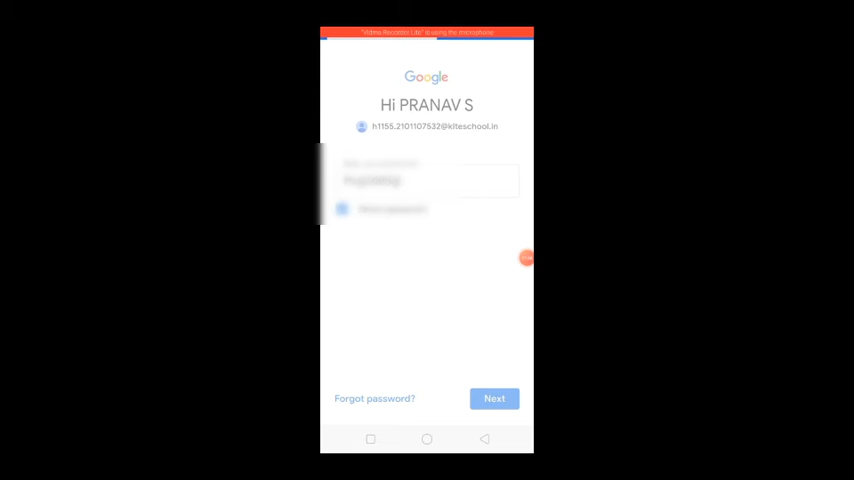 "Vidma Recorder Lite" is using the microphone
Google
Hi PRANAV S
h1155.2101107532@kiteschool.in
Forgot password?
Next